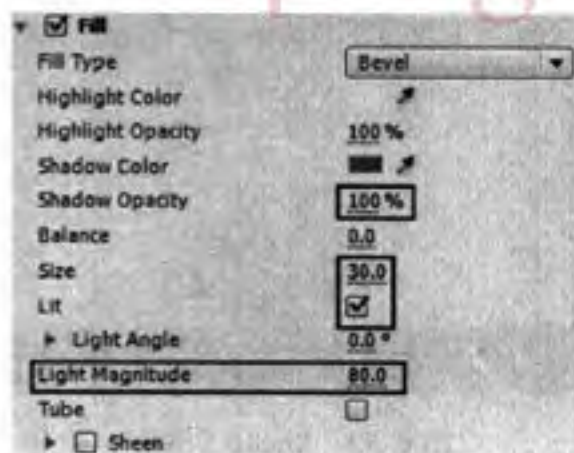 Fill
Fill Type Bevel
Highlight Color
Highlight Opacity 100 %
Shadow Color
Shadow Opacity 100 %
Balance 0.0
Size 30.0
Lit
Light Angle 0.0 °
Light Magnitude 80.0
Tube
Sheen